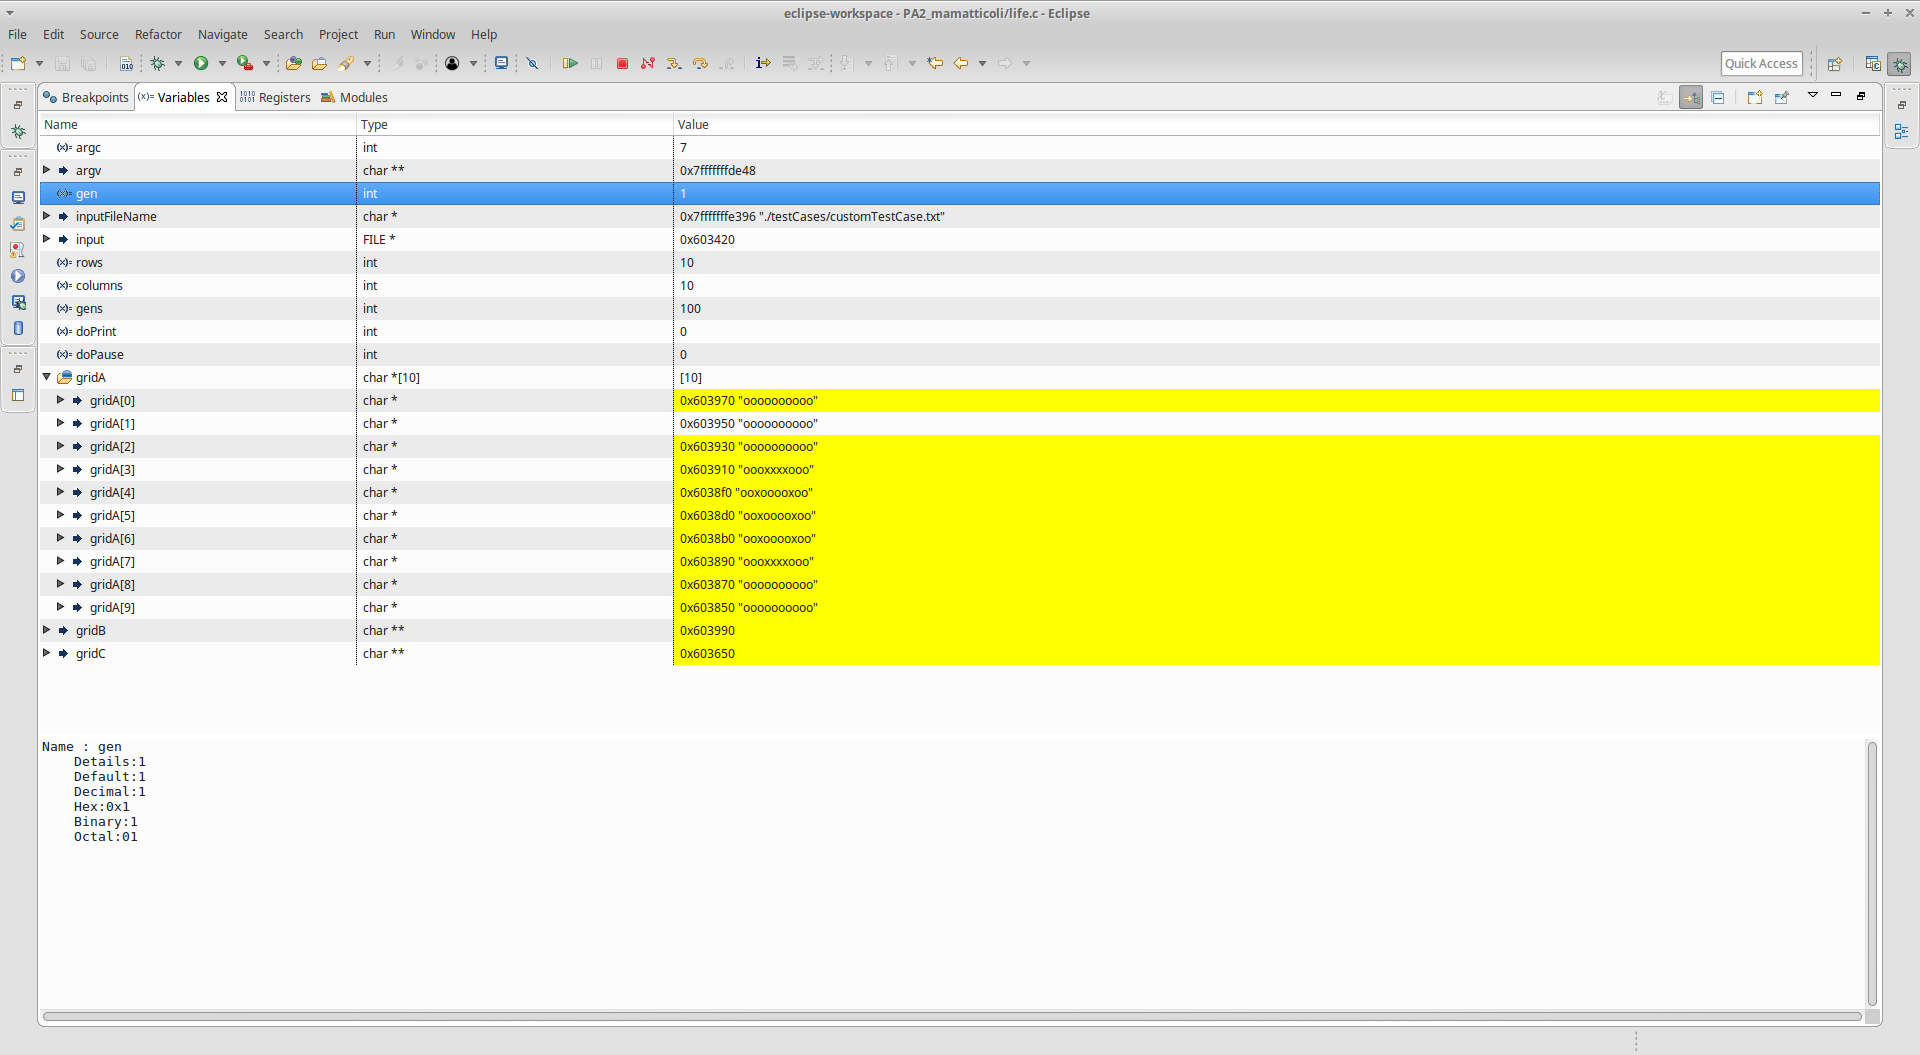 eclipse-workspace - PA2_mamatticoli/life.c - Eclipse
File Edit Source Refactor Navigate Search Project Run Window Help
Quick Access
Breakpoints (x)= Variables Registers Modules
Name Type Value
(x)= argc int 7
argv char ** 0x7fffffffde48
(x)= gen int 1
inputFileName char * 0x7fffffffe396 "./testCases/customTestCase.txt"
input FILE * 0x603420
(x)= rows int 10
(x)= columns int 10
(x)= gens int 100
(x)= doPrint int 0
(x)= doPause int 0
gridA char *[10] [10]
gridA[0] char * 0x603970 "oooooooooo"
gridA[1] char * 0x603950 "oooooooooo"
gridA[2] char * 0x603930 "oooooooooo"
gridA[3] char * 0x603910 "oooxxxxooo"
gridA[4] char * 0x6038f0 "ooxooooxoo"
gridA[5] char * 0x6038d0 "ooxooooxoo"
gridA[6] char * 0x6038b0 "ooxooooxoo"
gridA[7] char * 0x603890 "oooxxxxooo"
gridA[8] char * 0x603870 "oooooooooo"
gridA[9] char * 0x603850 "oooooooooo"
gridB char ** 0x603990
gridC char ** 0x603650
Name : gen
Details:1
Default:1
Decimal:1
Hex:0x1
Binary:1
Octal:01